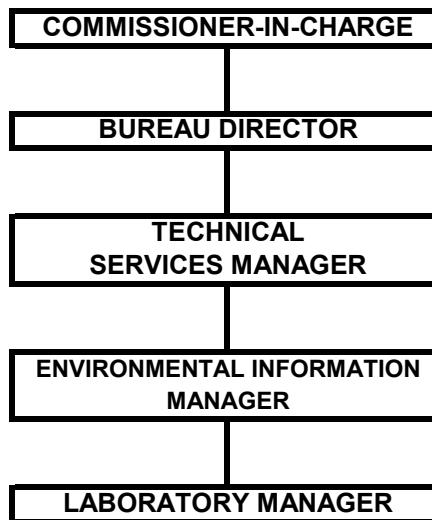 COMMISSIONER-IN-CHARGE
BUREAU DIRECTOR
TECHNICAL
SERVICES MANAGER
ENVIRONMENTAL INFORMATION
MANAGER
LABORATORY MANAGER